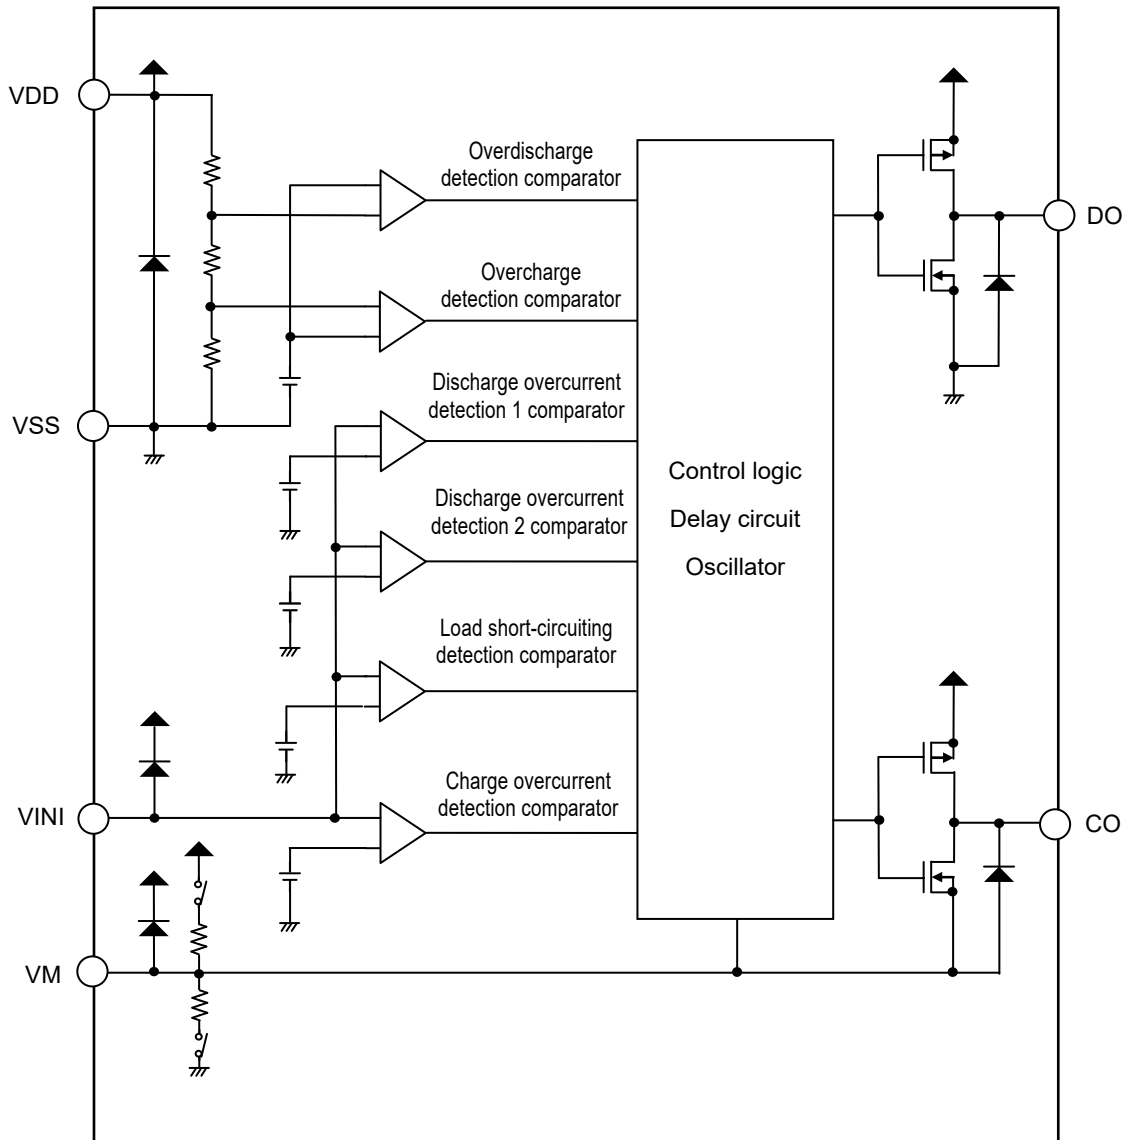 VDD
Overdischarge
detection comparator
DO
Overcharge
detection comparator
Discharge overcurrent
detection 1 comparator
VSS
Control logic
Delay circuit
Oscillator
Discharge overcurrent
detection 2 comparator
Load short-circuiting
detection comparator
Charge overcurrent
detection comparator
VINI
CO
VM